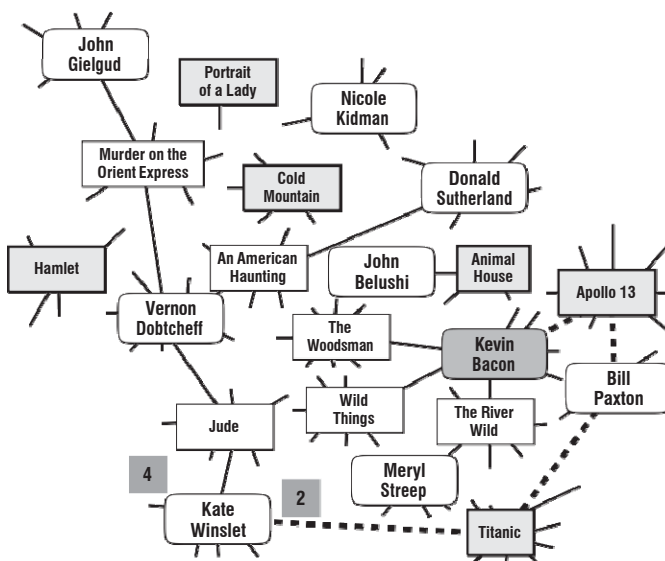 John
Gielgud
Portrait
of a Lady
Nicole
Kidman
Murder on the
Orient Express
Cold
Mountain
Donald
Sutherland
Hamlet
An American
Haunting
John
Belushi
Animal
House
Apollo 13
Vernon
Dobtcheff
The
Woodsman
Kevin
Bacon
Bill
Paxton
Jude
Wild
Things
The River
Wild
4
Meryl
Streep
2
Kate
Winslet
Titanic